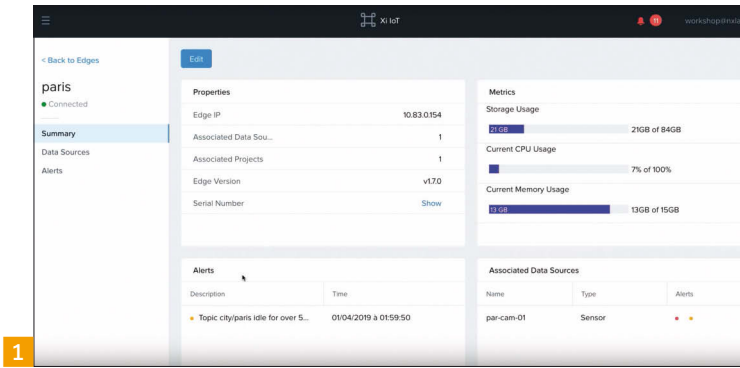 Xi IoT
11
workshop@nxla
< Back to Edges
Edit
paris
Connected
Summary
Data Sources
Alerts
Properties
Edge IP 10.83.0.154
Associated Data Sou... 1
Associated Projects 1
Edge Version v1.7.0
Serial Number Show
Metrics
Storage Usage
21 GB 21GB of 84GB
Current CPU Usage
7% of 100%
Current Memory Usage
13 GB 13GB of 15GB
Alerts
Description Time
Topic city/paris idle for over 5... 01/04/2019 à 01:59:50
Associated Data Sources
Name Type Alerts
par-cam-01 Sensor
1